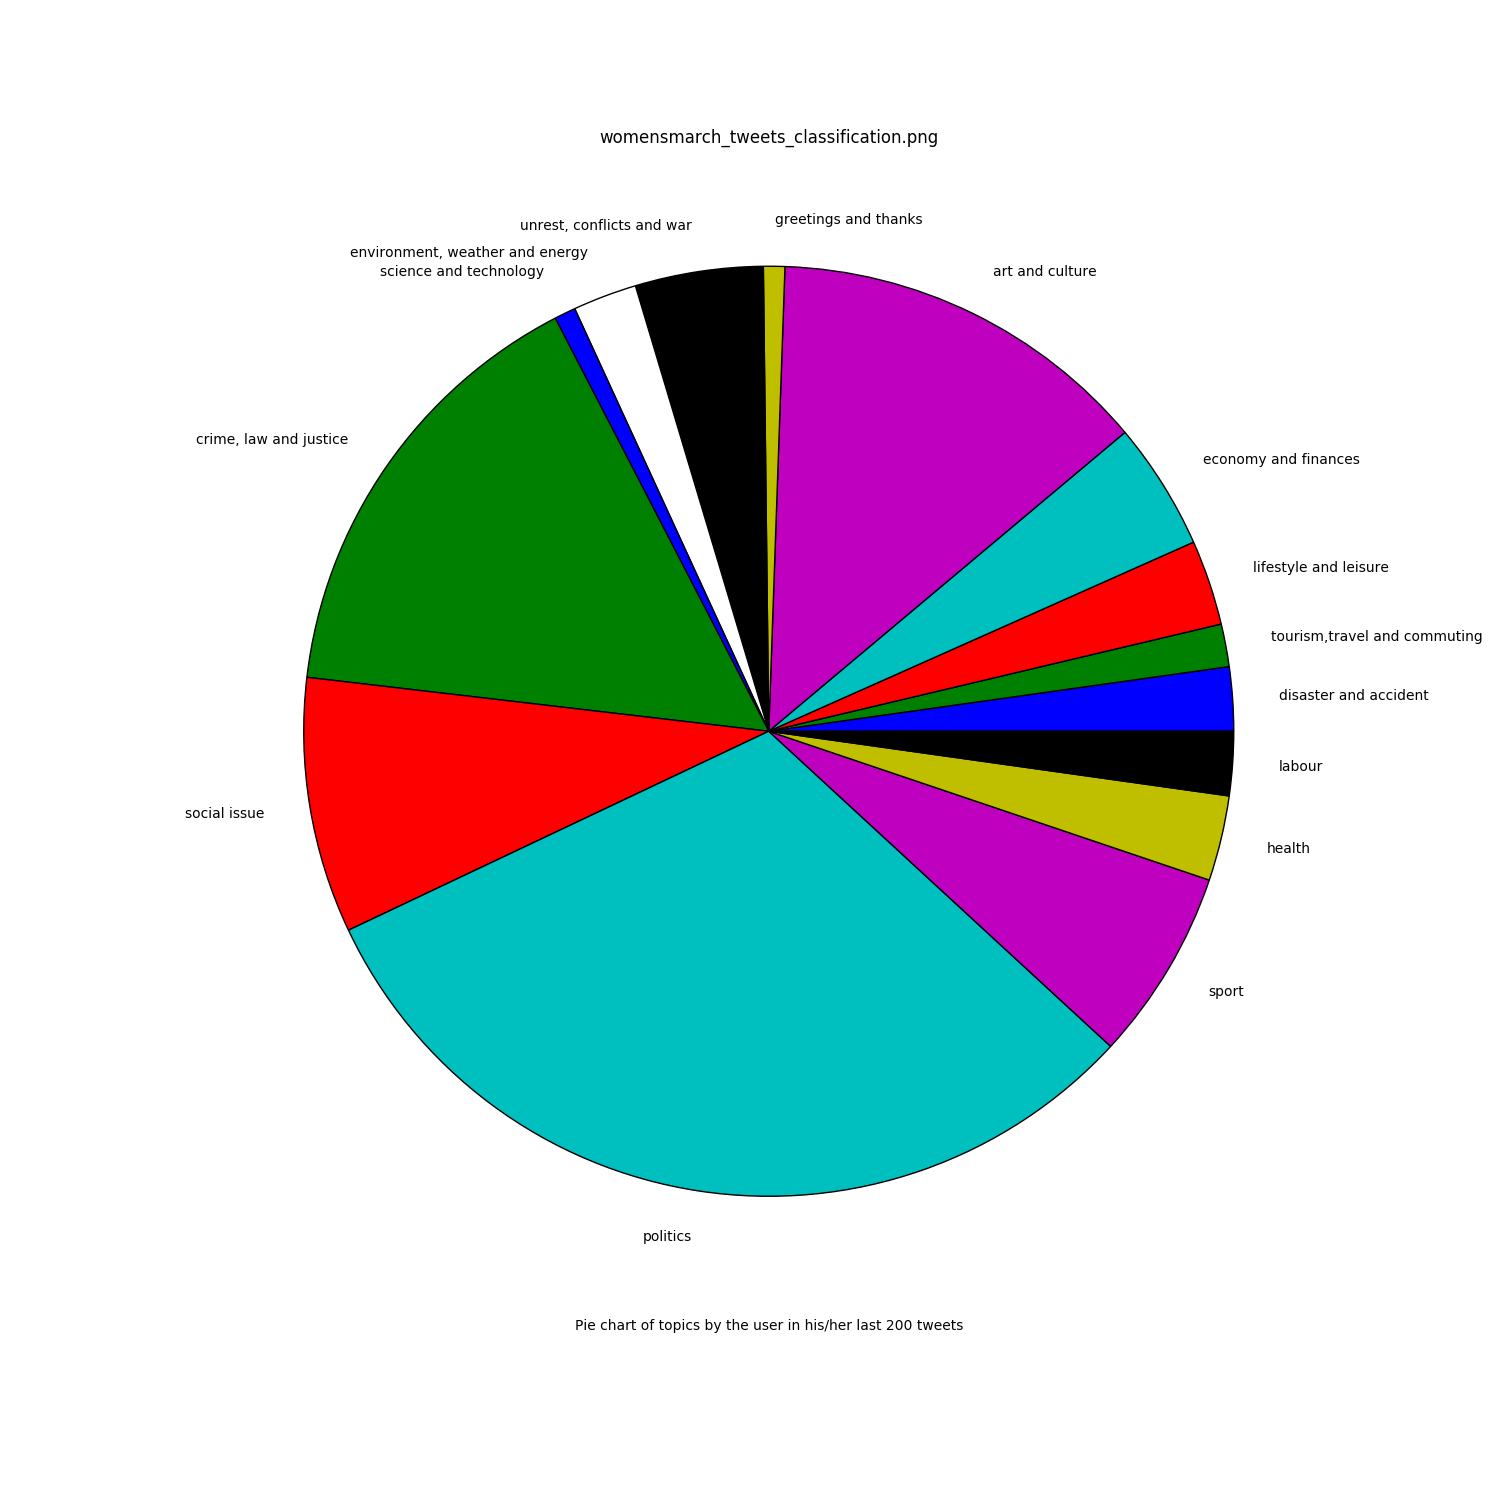 womensmarch_tweets_classification.png
greetings and thanks
unrest, conflicts and war
environment, weather and energy
science and technology
art and culture
crime, law and justice
economy and finances
lifestyle and leisure
tourism,travel and commuting
disaster and accident
labour
social issue
health
sport
politics
Pie chart of topics by the user in his/her last 200 tweets